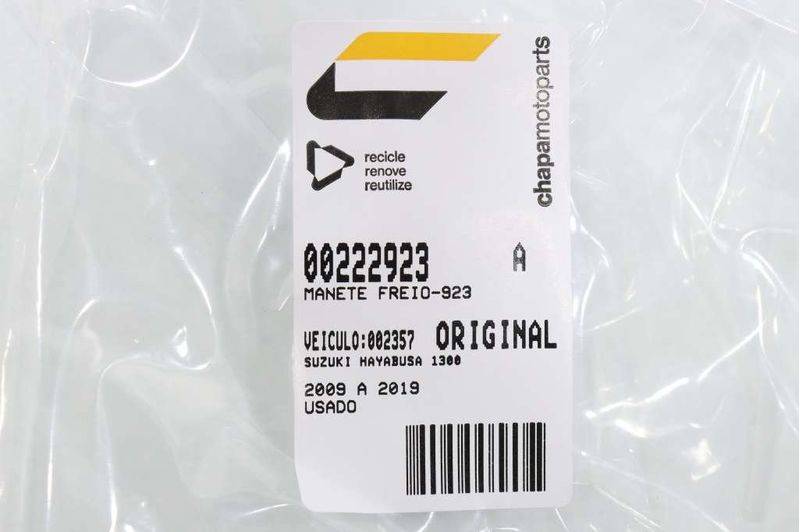 chapamotoparts
recicle
renove
reutilize
00222923 A
MANETE FREIO-923
VEICULO:002357 ORIGINAL
SUZUKI HAYABUSA 1300
2009 A 2019
USADO